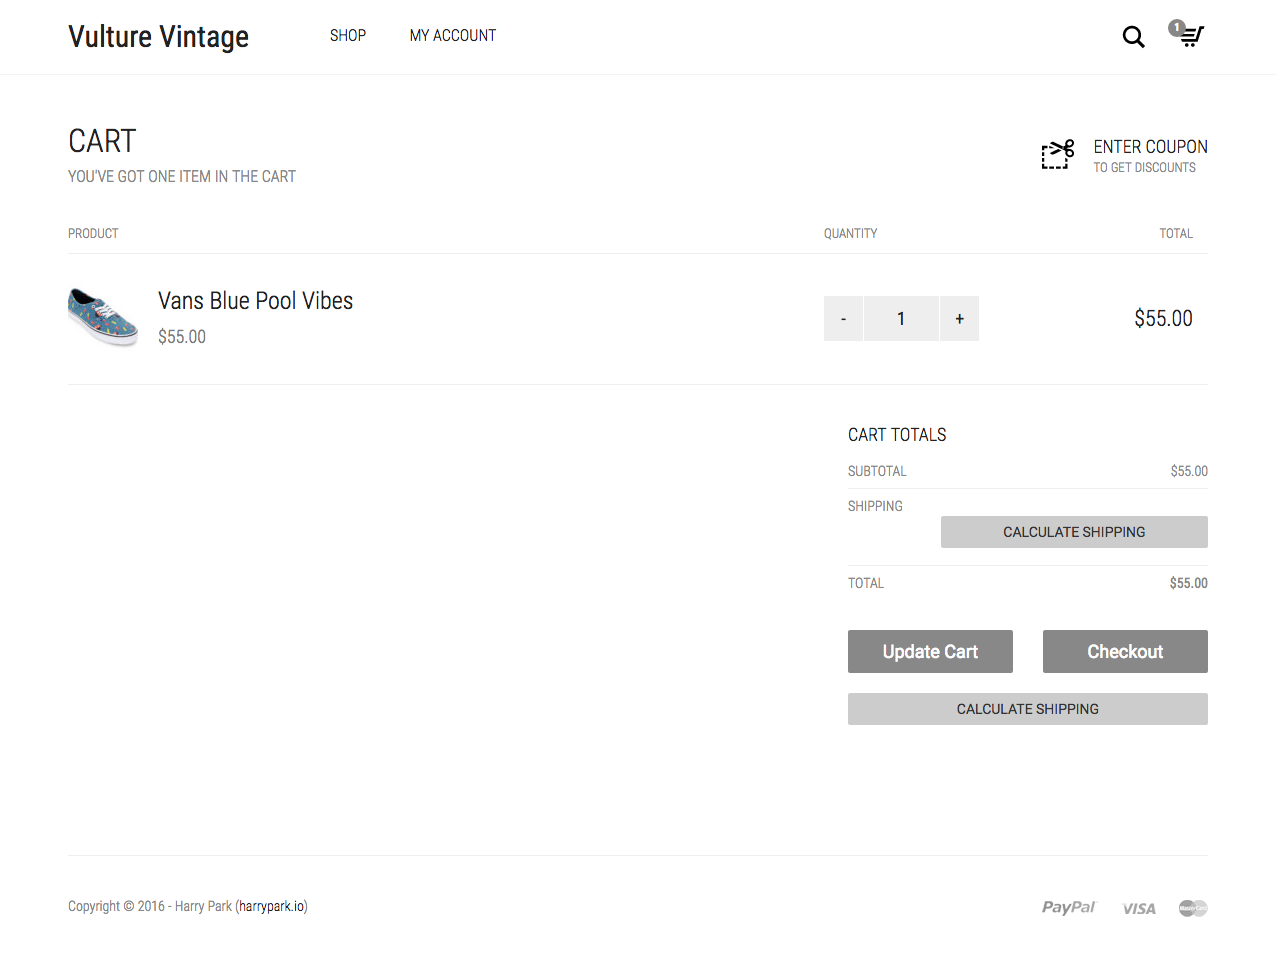 Vulture Vintage
SHOP
MY ACCOUNT
1
CART
YOU'VE GOT ONE ITEM IN THE CART
ENTER COUPON
TO GET DISCOUNTS
PRODUCT
QUANTITY
TOTAL
Vans Blue Pool Vibes
$55.00
- 1 +
$55.00
CART TOTALS
SUBTOTAL
$55.00
SHIPPING
CALCULATE SHIPPING
TOTAL
$55.00
Update Cart
Checkout
CALCULATE SHIPPING
Copyright © 2016 - Harry Park (harrypark.io)
PayPal
VISA
MasterCard